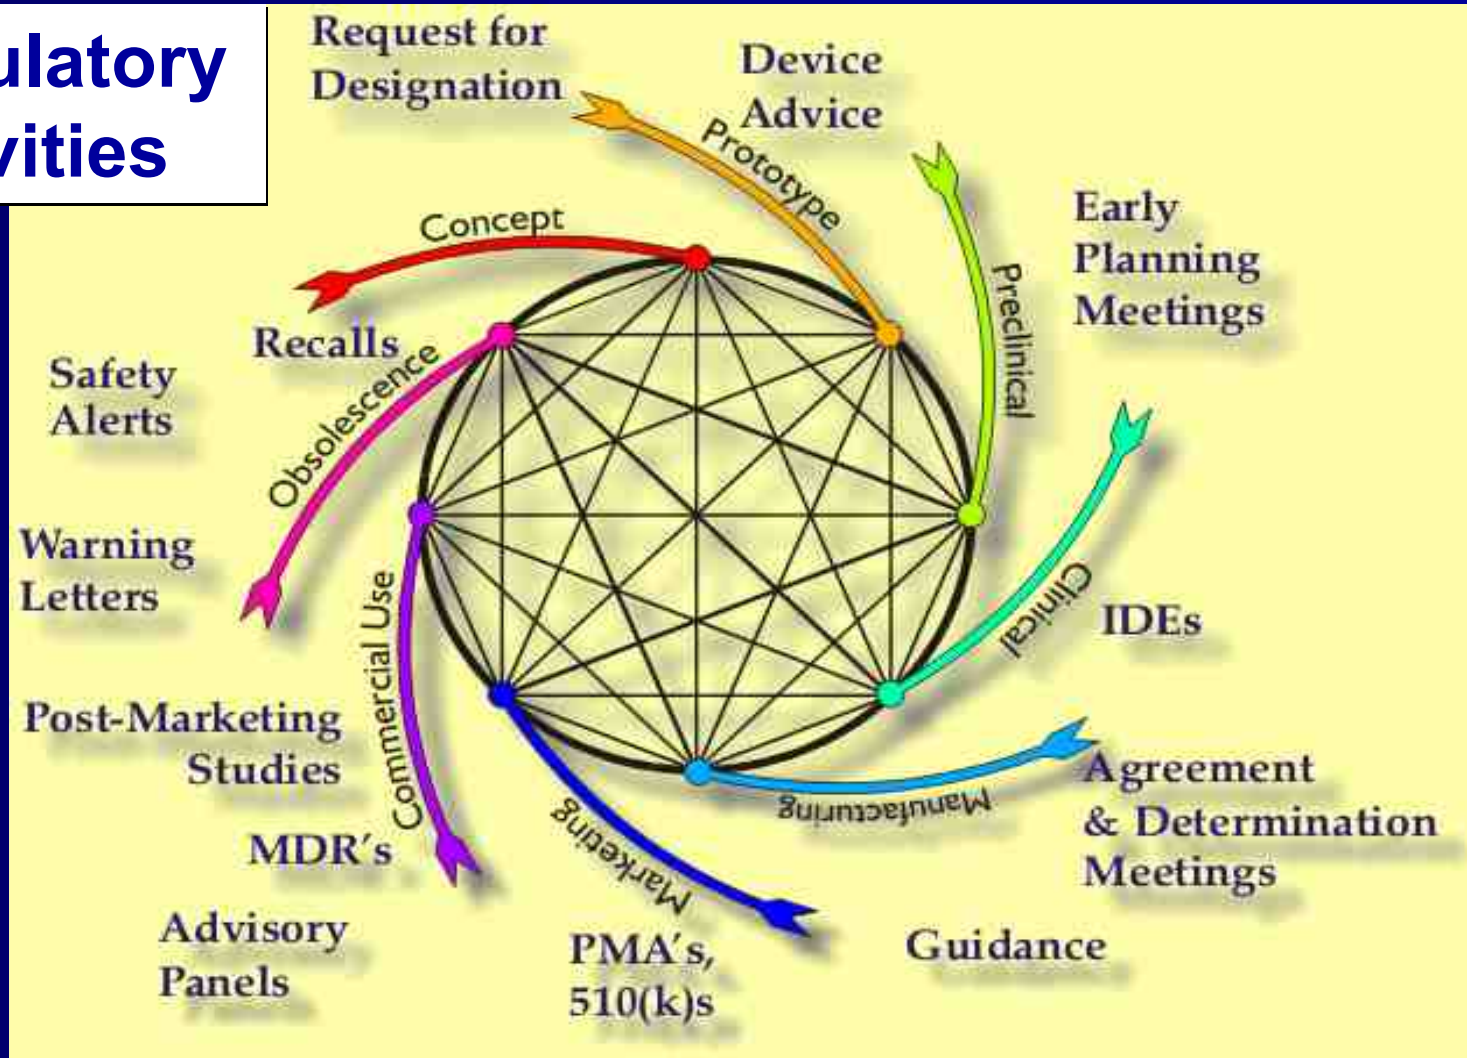 ulatory
vities
Request for
Designation
Device
Advice
Prototype
Concept
Early
Planning
Meetings
Preclinical
Recalls
Safety
Alerts
Obsolescence
Warning
Letters
Clinical
IDEs
Commercial Use
Post-Marketing
Studies
Agreement
& Determination
Meetings
Manufacturing
Marketing
MDR's
Advisory
Panels
PMA's,
510(k)s
Guidance